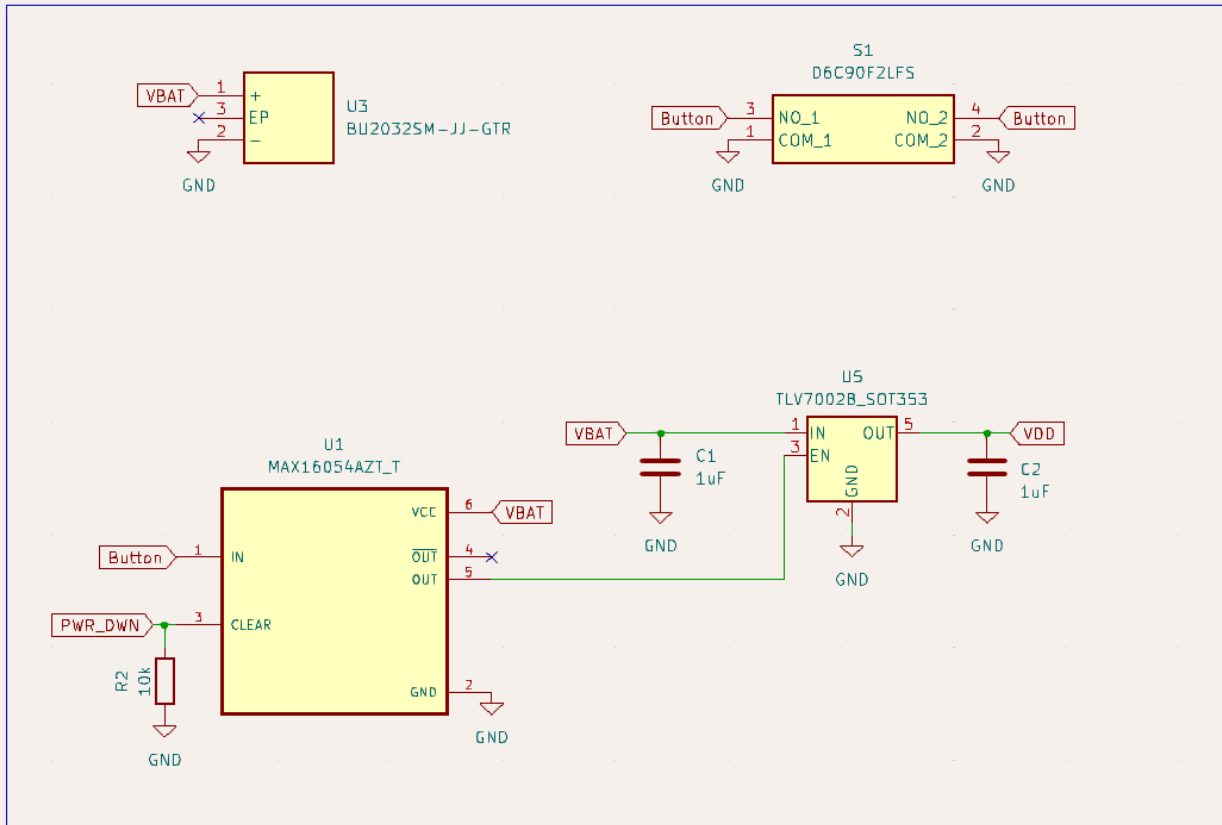 VBAT
1
3
2
+
EP
−
U3
BU2032SM-JJ-GTR
GND
S1
D6C90F2LFS
Button
3
1
NO_1
COM_1
NO_2
COM_2
4
2
Button
GND
GND
U1
MAX16054AZT_T
Button
1
IN
PWR_DWN
3
CLEAR
R2
10k
GND
VCC
6
VBAT
OUT
4
OUT
5
GND
2
GND
U5
TLV7002B_SOT353
VBAT
C1
1uF
GND
1
3
IN
EN
OUT
5
GND
2
GND
VDD
C2
1uF
GND